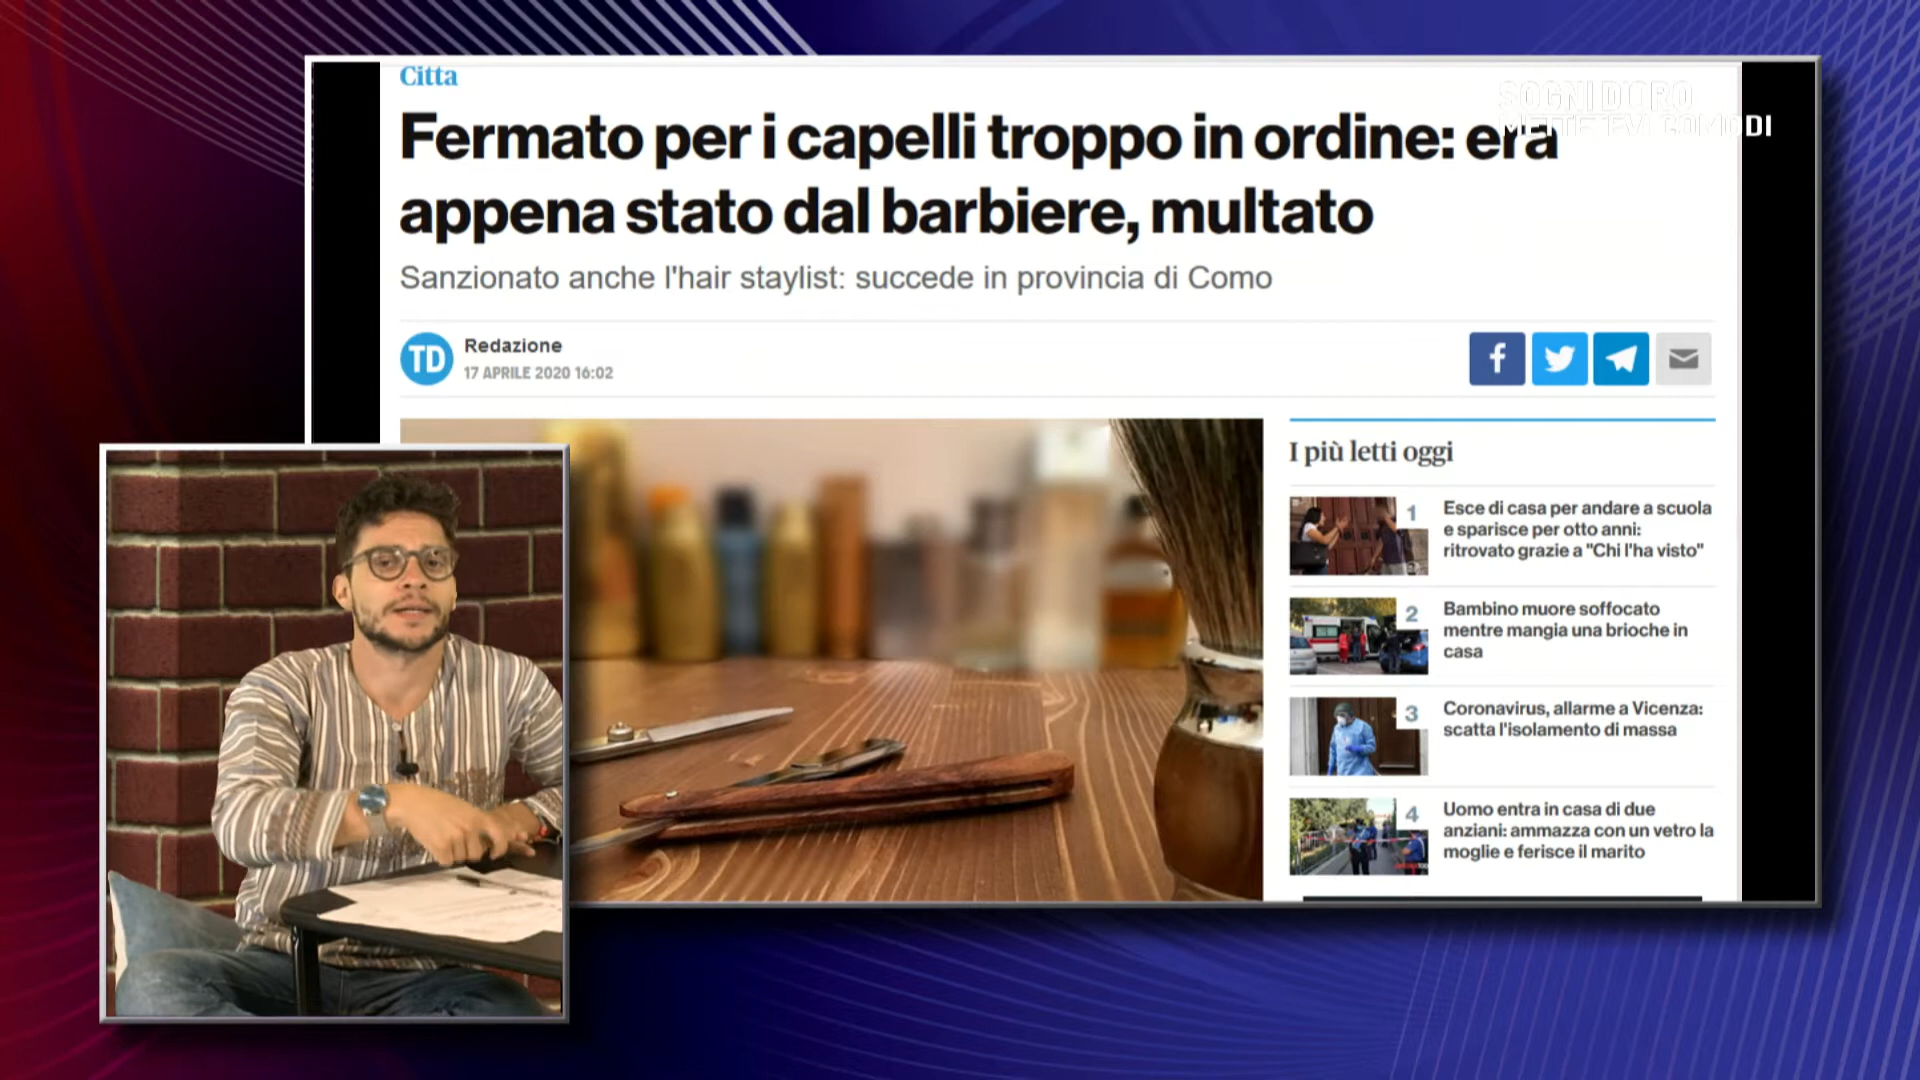 Citta
SOGNI D'ORO
METTETEVI COMODI
Fermato per i capelli troppo in ordine: era
appena stato dal barbiere, multato
Sanzionato anche l'hair staylist: succede in provincia di Como
TD
Redazione
17 APRILE 2020 16:02
f
I più letti oggi
1
Esce di casa per andare a scuola
e sparisce per otto anni:
ritrovato grazie a "Chi l'ha visto"
2
Bambino muore soffocato
mentre mangia una brioche in
casa
3
Coronavirus, allarme a Vicenza:
scatta l'isolamento di massa
4
Uomo entra in casa di due
anziani: ammazza con un vetro la
moglie e ferisce il marito